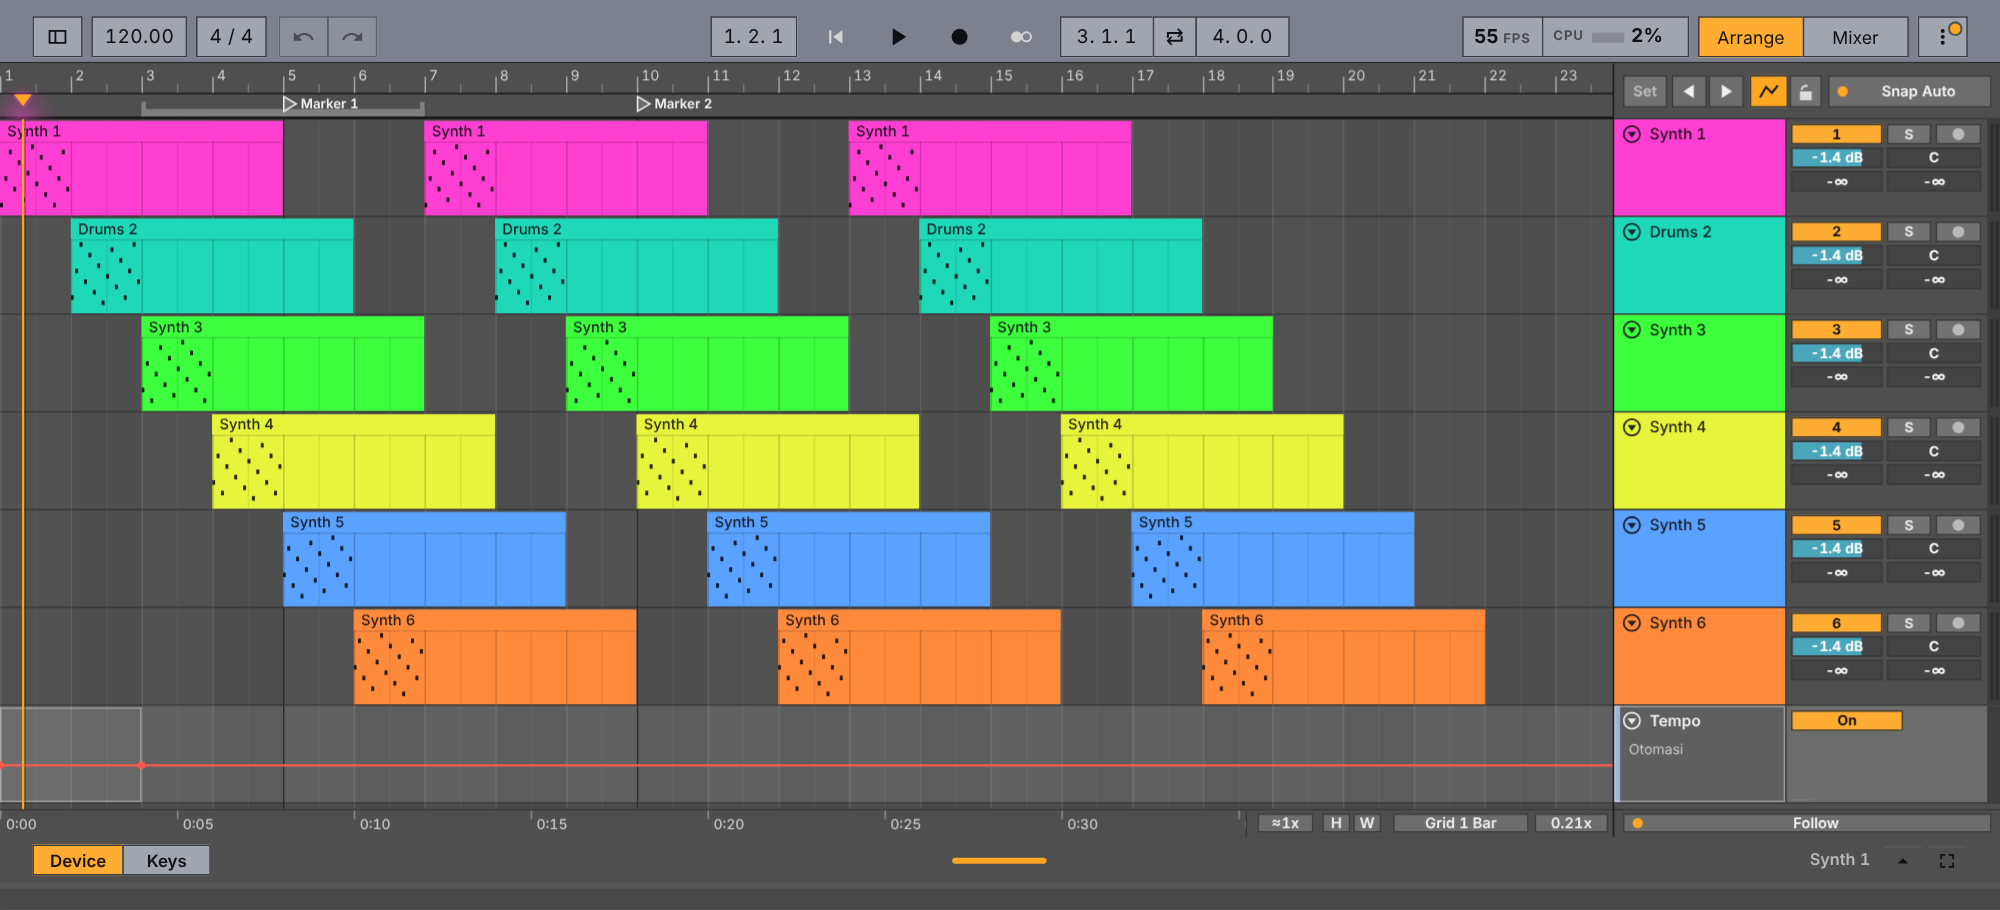 120.00 4 / 4 1. 2. 1 3. 1. 1 4. 0. 0 55 FPS CPU 2% Arrange Mixer
1 2 3 4 5 6 7 8 9 10 11 12 13 14 15 16 17 18 19 20 21 22 23
Set Snap Auto
Marker 1 Marker 2
Synth 1 Synth 1 Synth 1 Synth 1 1 S
-1.4 dB C
-∞ -∞
Drums 2 Drums 2 Drums 2 Drums 2 2 S
-1.4 dB C
-∞ -∞
Synth 3 Synth 3 Synth 3 Synth 3 3 S
-1.4 dB C
-∞ -∞
Synth 4 Synth 4 Synth 4 Synth 4 4 S
-1.4 dB C
-∞ -∞
Synth 5 Synth 5 Synth 5 Synth 5 5 S
-1.4 dB C
-∞ -∞
Synth 6 Synth 6 Synth 6 Synth 6 6 S
-1.4 dB C
-∞ -∞
Tempo On
Otomasi
0:00 0:05 0:10 0:15 0:20 0:25 0:30 ≈1x H W Grid 1 Bar 0.21x Follow
Device Keys Synth 1